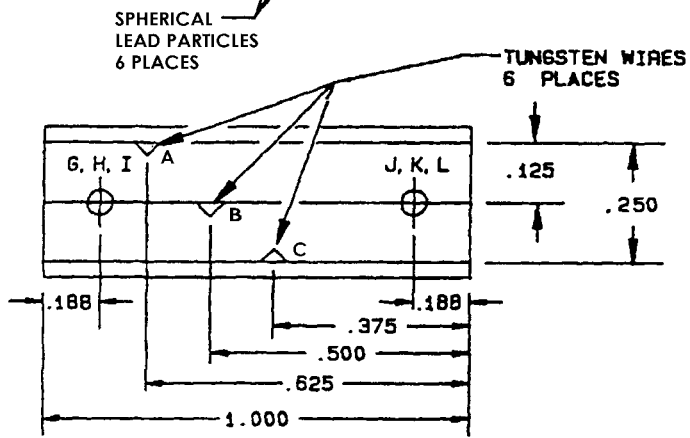 SPHERICAL
LEAD PARTICLES
6 PLACES
TUNGSTEN WIRES
6 PLACES
A
G, H, I
J, K, L
.125
B
.250
C
.188
.188
.375
.500
.625
1.000